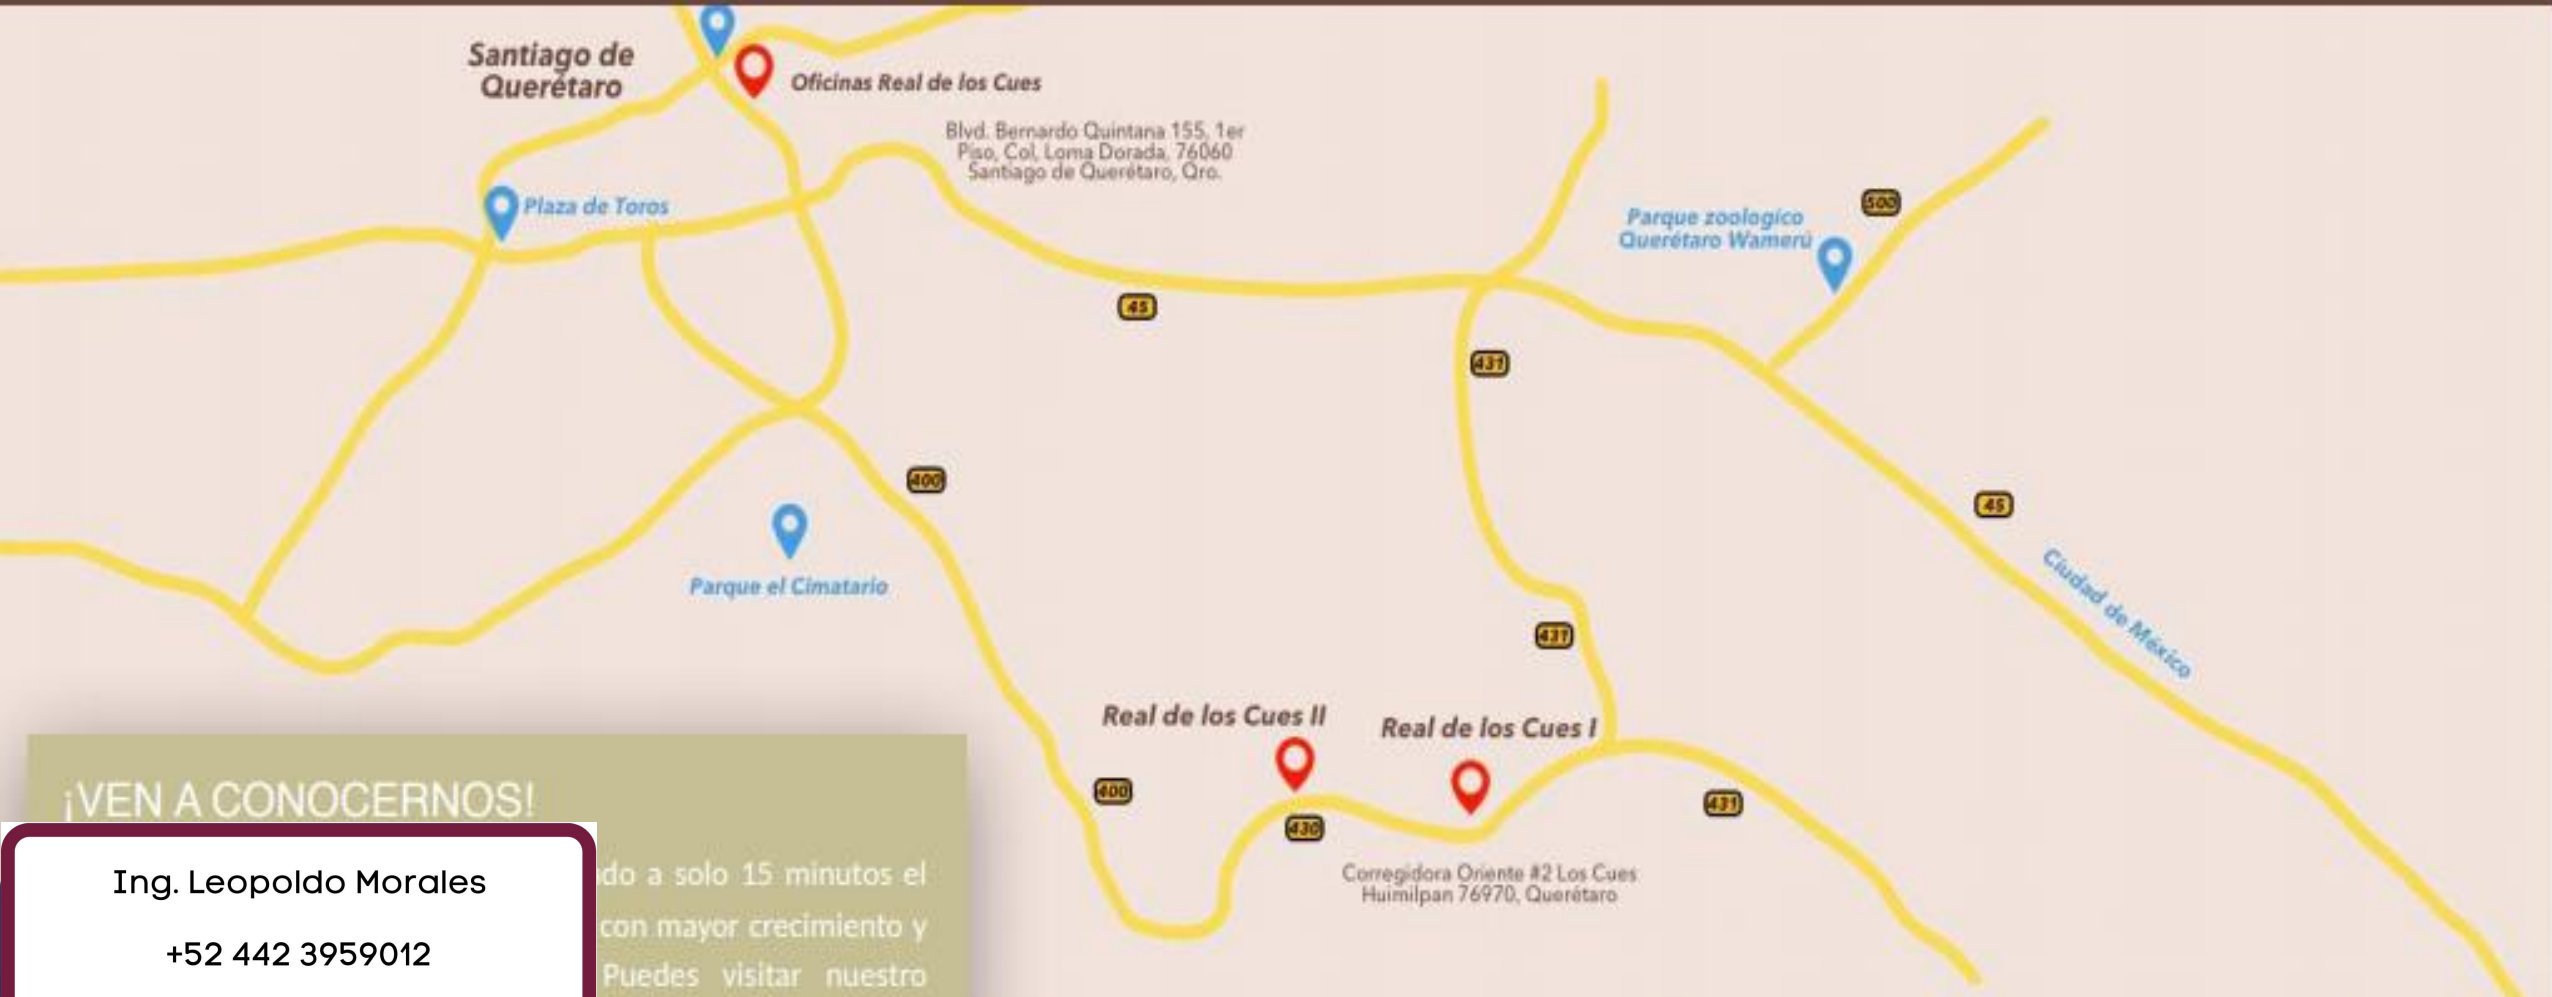 Santiago de
Querétaro
Oficinas Real de los Cues
Blvd. Bernardo Quintana 155, 1er
Piso, Col, Loma Dorada, 76060
Santiago de Querétaro, Qro.
Plaza de Toros
Parque zoologico
Querétaro Wamerú
500
45
431
400
45
Parque el Cimatario
Ciudad de México
431
Real de los Cues II
Real de los Cues I
400
430
431
Corregidora Oriente #2 Los Cues
Huimilpan 76970, Querétaro
¡VEN A CONOCERNOS!
a solo 15 minutos el
con mayor crecimiento y
Puedes visitar nuestro
Ing. Leopoldo Morales
+52 442 3959012